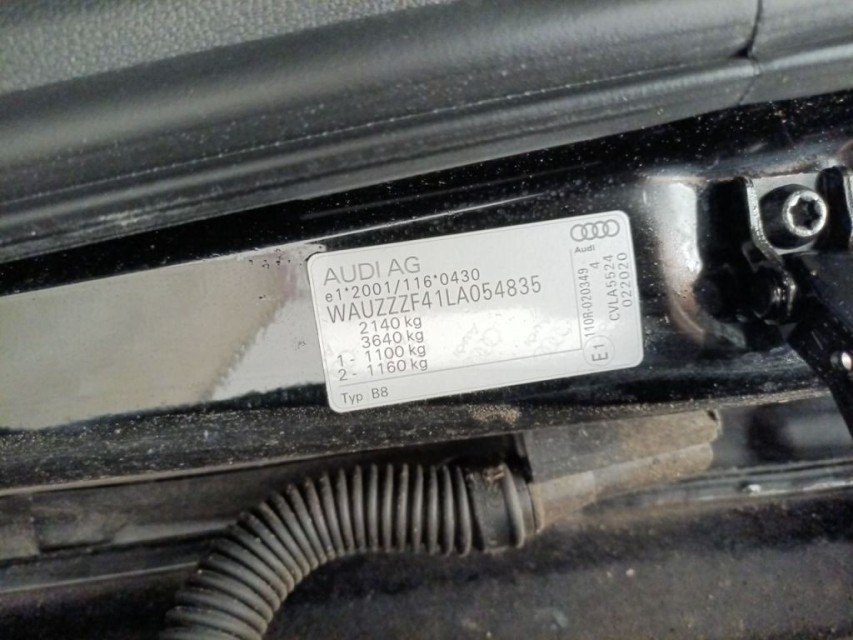 AUDI AG
e1*2001/116*0430
WAUZZZF41LA054835
2140 kg
3640 kg
1 - 1100 kg
2 - 1160 kg
Typ B8
Audi
E1 110R-020349
4
CVLA5524
022020